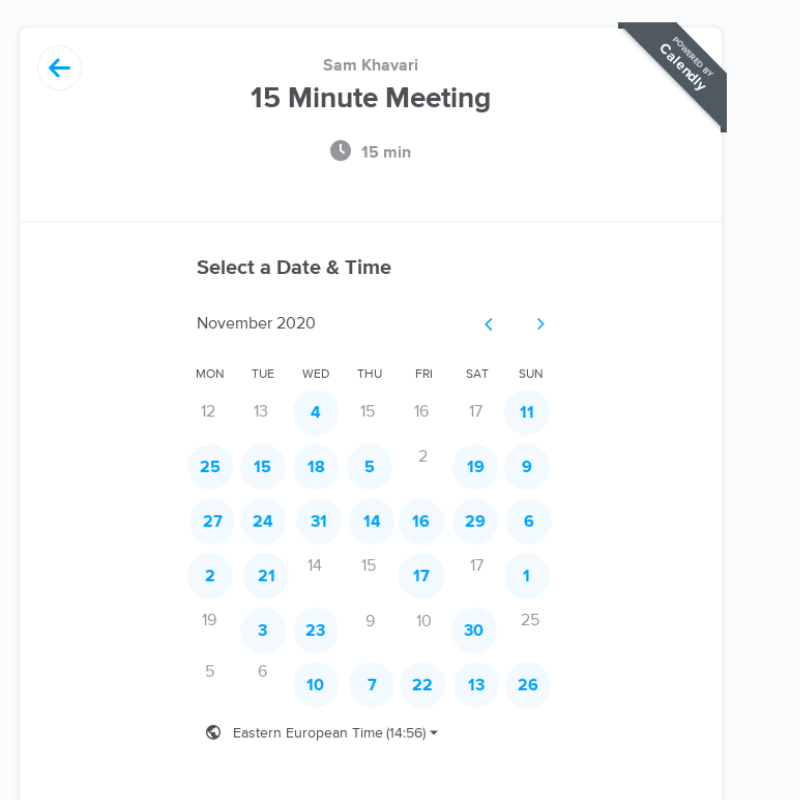 Sam Khavari
15 Minute Meeting
15 min
POWERED BY
Calendly
Select a Date & Time
November 2020
MON TUE WED THU FRI SAT SUN
12 13 4 15 16 17 11
25 15 18 5 2 19 9
27 24 31 14 16 29 6
2 21 14 15 17 17 1
19 3 23 9 10 30 25
5 6 10 7 22 13 26
Eastern European Time (14:56)